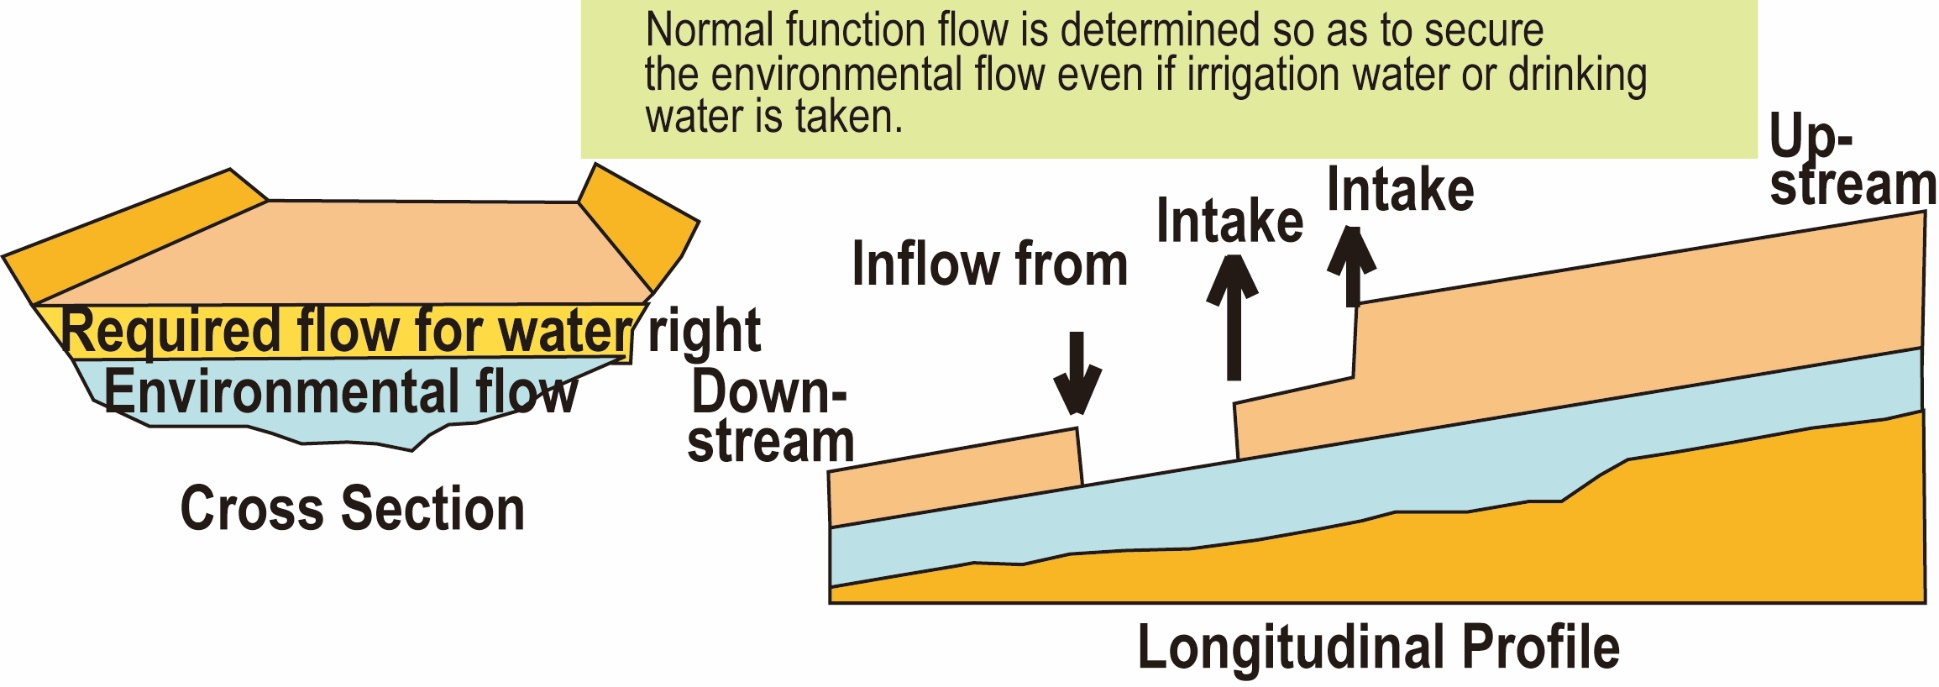 Normal function flow is determined so as to secure
the environmental flow even if irrigation water or drinking
water is taken.
Up-
stream
Intake
Intake
Inflow from
Required flow for water right
Environmental flow
Down-
stream
Cross Section
Longitudinal Profile